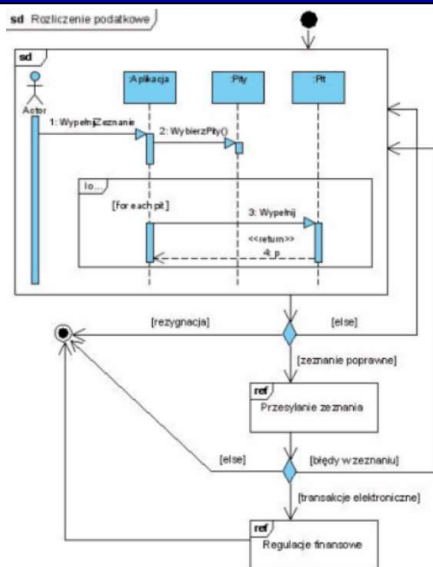 sd Rozliczenie podatkowe
sd
:Aplikacja
:Pity
:Pit
Actor
1: WypełnijZeznanie
2: WybierzPity()
lo...
[for each pit]
3: Wypełnij
<<return>>
4: p
[rezygnacja]
[else]
[zeznanie poprawne]
ref
Przesyłanie zeznania
[else]
[błędy w zeznaniu]
[transakcje elektroniczne]
ref
Regulacje finansowe